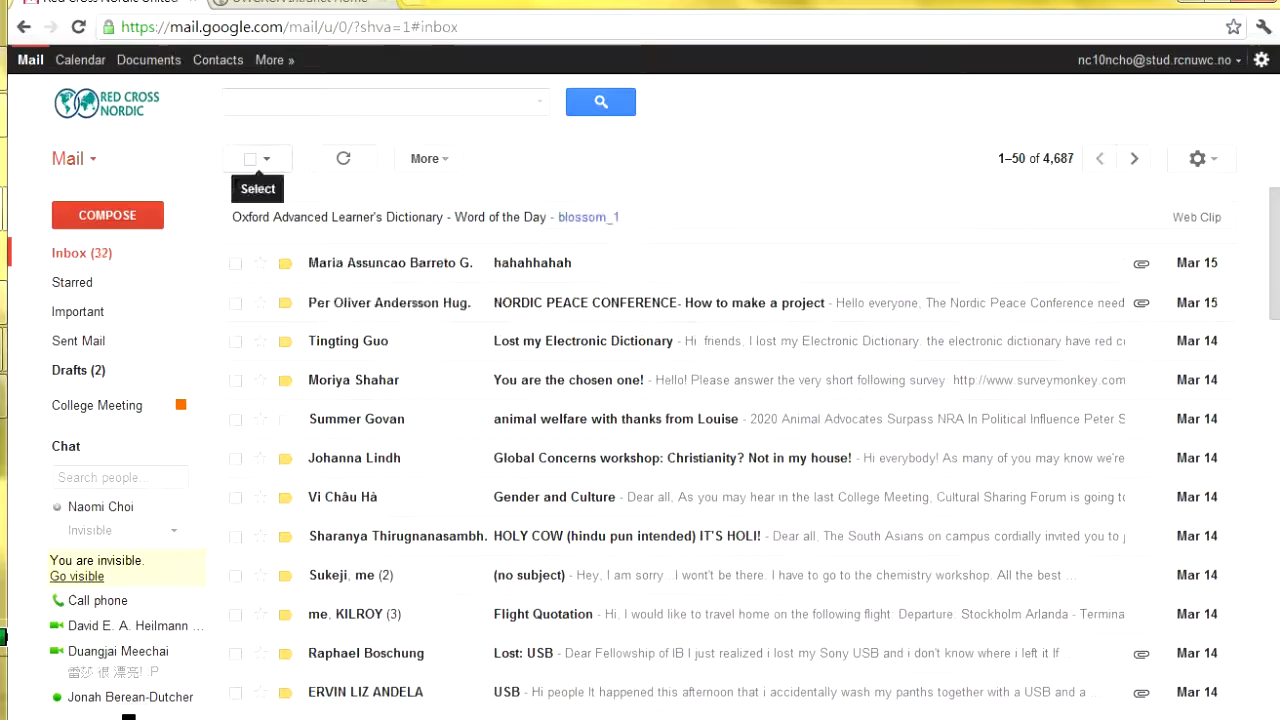 https://mail.google.com/mail/u/0/?shva=1#inbox
Mail Calendar Documents Contacts More » nc10ncho@stud.rcnuwc.no
RED CROSS
NORDIC
Mail More 1–50 of 4,687
Select
COMPOSE
Oxford Advanced Learner's Dictionary - Word of the Day - blossom_1 Web Clip
Inbox (32)
Starred
Important
Sent Mail
Drafts (2)
College Meeting
Chat
Search people...
Naomi Choi
Invisible
You are invisible.
Go visible
Call phone
David E. A. Heilmann ...
Duangjai Meechai
雷莎 很 漂亮! :P
Jonah Berean-Dutcher
Maria Assuncao Barreto G. hahahhahah Mar 15
Per Oliver Andersson Hug. NORDIC PEACE CONFERENCE- How to make a project - Hello everyone, The Nordic Peace Conference need Mar 15
Tingting Guo Lost my Electronic Dictionary - Hi friends, I lost my Electronic Dictionary. the electronic dictionary have red Mar 14
Moriya Shahar You are the chosen one! - Hello! Please answer the very short following survey http://www.surveymonkey.com Mar 14
Summer Govan animal welfare with thanks from Louise - 2020 Animal Advocates Surpass NRA In Political Influence Peter S Mar 14
Johanna Lindh Global Concerns workshop: Christianity? Not in my house! - Hi everybody! As many of you may know we're Mar 14
Vi Châu Hà Gender and Culture - Dear all, As you may hear in the last College Meeting, Cultural Sharing Forum is going to Mar 14
Sharanya Thirugnanasambh. HOLY COW (hindu pun intended) IT'S HOLI! - Dear all, The South Asians on campus cordially invited you to Mar 14
Sukeji, me (2) (no subject) - Hey, I am sorry . I wont't be there. I have to go to the chemistry workshop. All the best ... Mar 14
me, KILROY (3) Flight Quotation - Hi, I would like to travel home on the following flight: Departure: Stockholm Arlanda - Termina Mar 14
Raphael Boschung Lost: USB - Dear Fellowship of IB I just realized i lost my Sony USB and i don't know where i left it If Mar 14
ERVIN LIZ ANDELA USB - Hi people It happened this afternoon that i accidentally wash my panths together with a USB and a ... Mar 14